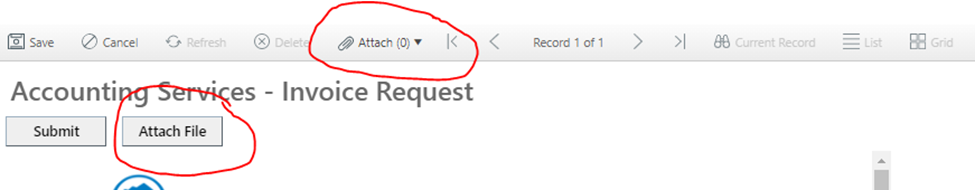 Save Cancel Refresh Delete Attach (0) Record 1 of 1 Current Record List Grid
Accounting Services - Invoice Request
Submit Attach File